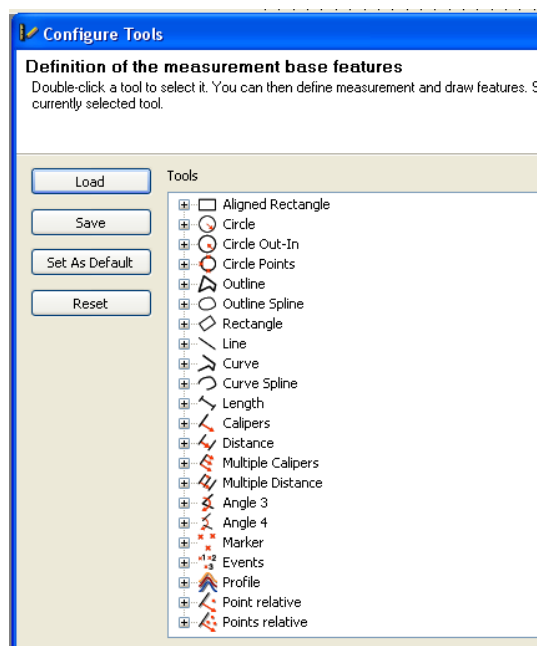 Configure Tools
Definition of the measurement base features
Double-click a tool to select it. You can then define measurement and draw features. S
currently selected tool.
Load
Save
Set As Default
Reset
Tools
Aligned Rectangle
Circle
Circle Out-In
Circle Points
Outline
Outline Spline
Rectangle
Line
Curve
Curve Spline
Length
Calipers
Distance
Multiple Calipers
Multiple Distance
Angle 3
Angle 4
Marker
Events
Profile
Point relative
Points relative